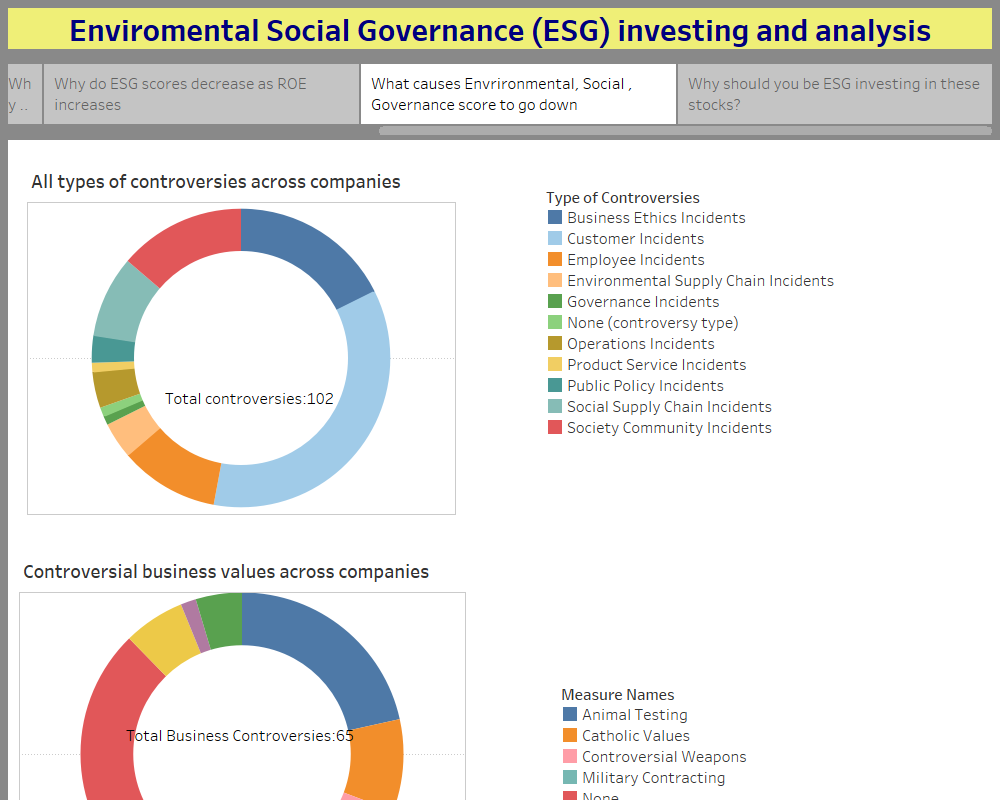 Enviromental Social Governance (ESG) investing and analysis
Wh
y ..
Why do ESG scores decrease as ROE
increases
What causes Envrironmental, Social ,
Governance score to go down
Why should you be ESG investing in these
stocks?
All types of controversies across companies
Total controversies:102
Type of Controversies
Business Ethics Incidents
Customer Incidents
Employee Incidents
Environmental Supply Chain Incidents
Governance Incidents
None (controversy type)
Operations Incidents
Product Service Incidents
Public Policy Incidents
Social Supply Chain Incidents
Society Community Incidents
Controversial business values across companies
Total Business Controversies:65
Measure Names
Animal Testing
Catholic Values
Controversial Weapons
Military Contracting
None